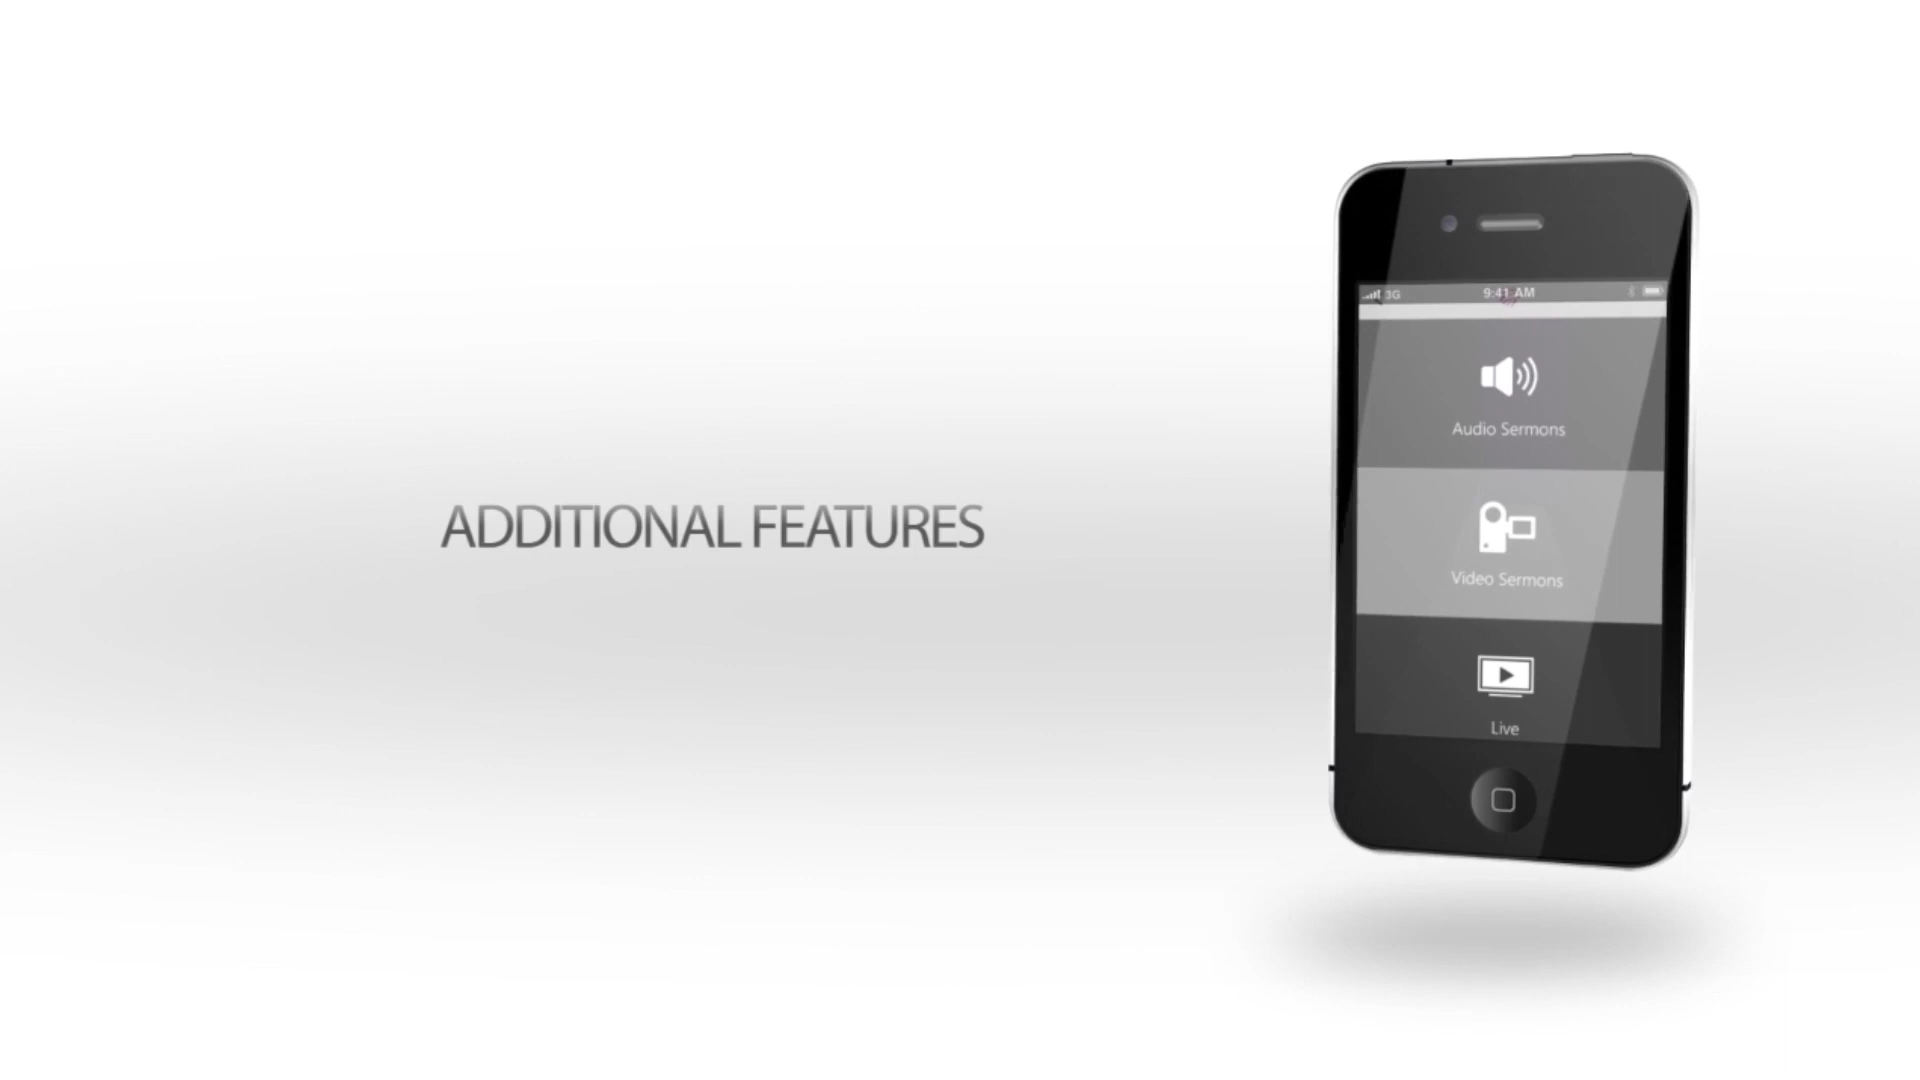 ADDITIONAL FEATURES
3G 9:41 AM
Audio Sermons
Video Sermons
Live